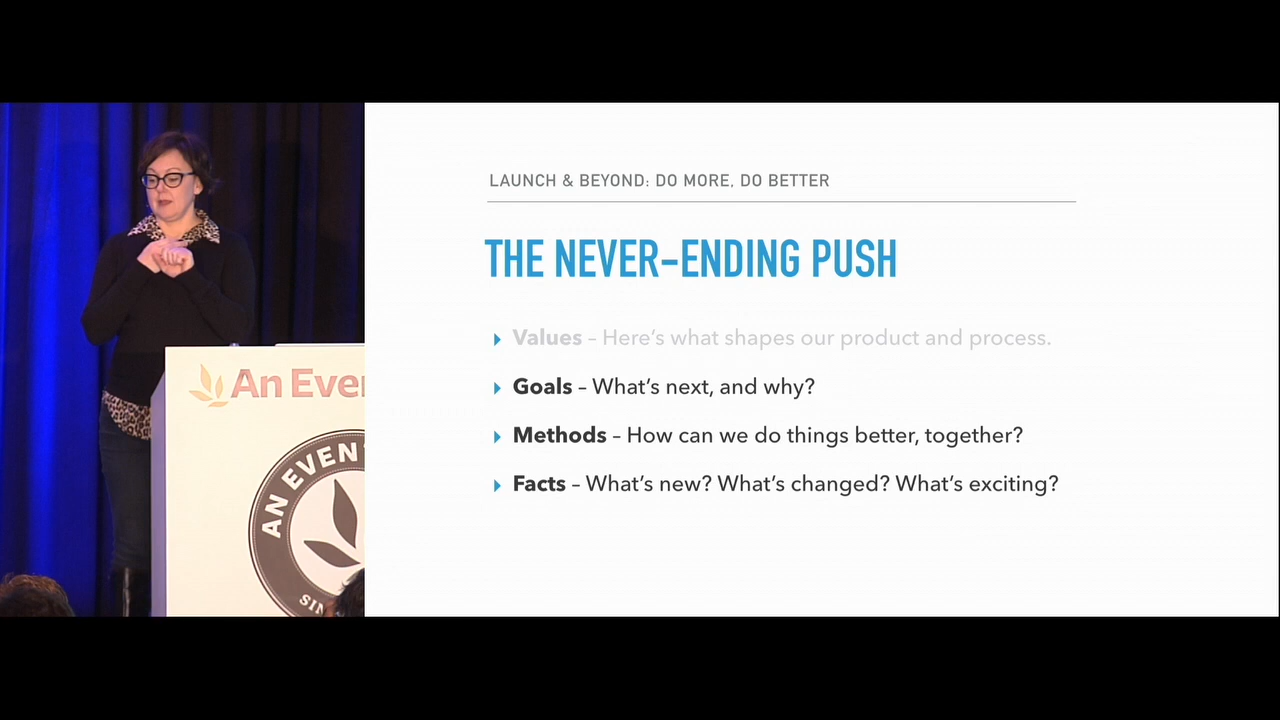 LAUNCH & BEYOND: DO MORE, DO BETTER
THE NEVER-ENDING PUSH
Values – Here's what shapes our product and process.
Goals – What's next, and why?
Methods – How can we do things better, together?
Facts – What's new? What's changed? What's exciting?
An Even
AN EVEN
SIN